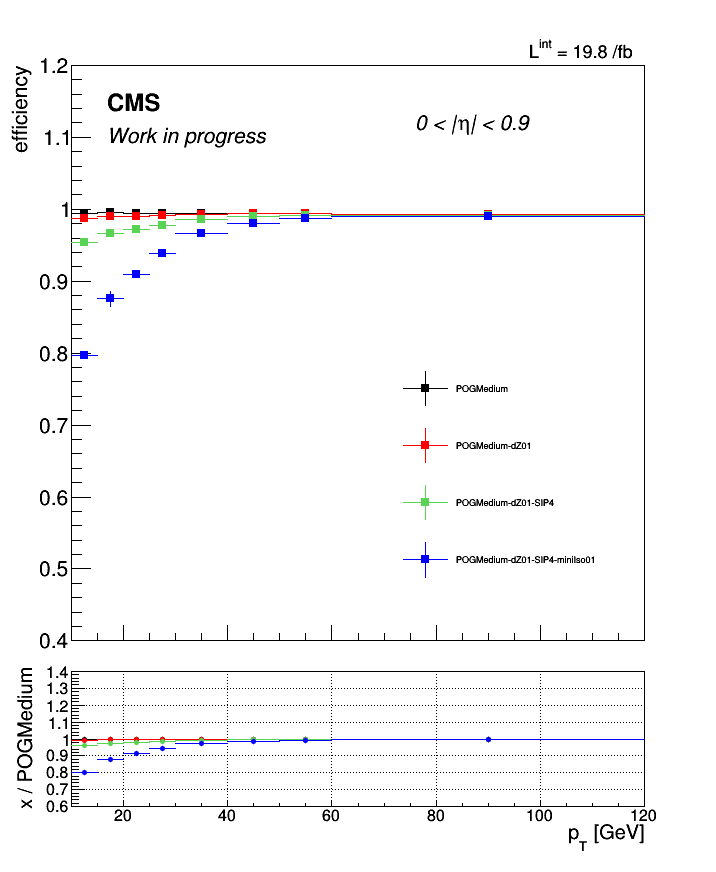 L^int = 19.8 /fb
efficiency
CMS
Work in progress
0 < |η| < 0.9
1.2
1.1
1
0.9
0.8
0.7
0.6
0.5
0.4
POGMedium
POGMedium-dZ01
POGMedium-dZ01-SIP4
POGMedium-dZ01-SIP4-miniIso01
x / POGMedium
1.4
1.3
1.2
1.1
1
0.9
0.8
0.7
0.6
20 40 60 80 100 120
p_T [GeV]